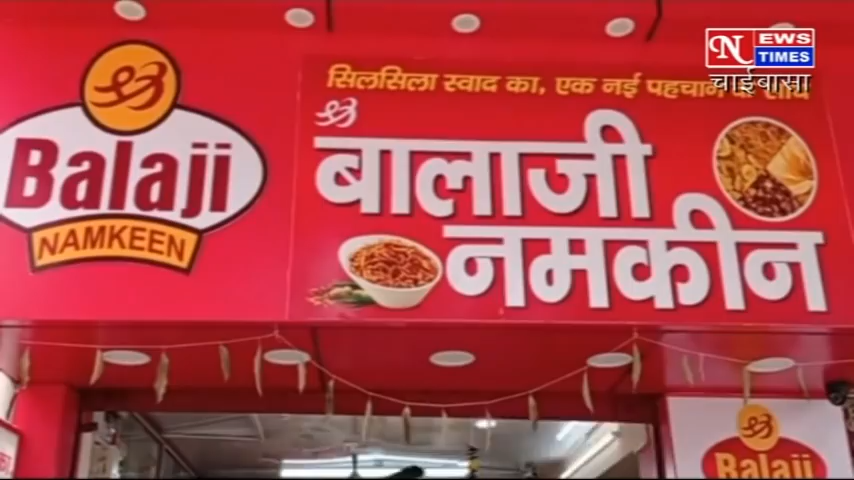 NEWS
TIMES
चाईबासा
सिलसिला स्वाद का, एक नई पहचान के साथ
Balaji
NAMKEEN
बालाजी
नमकीन
Balaji